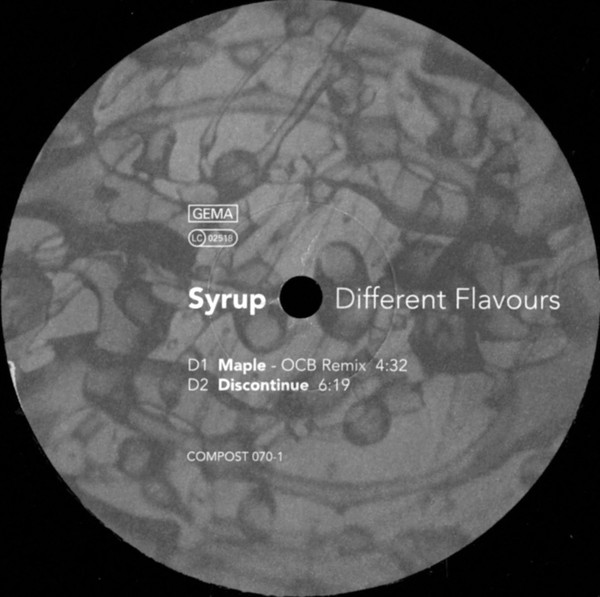 GEMA
LC 02518
Syrup Different Flavours
D1 Maple - OCB Remix 4:32
D2 Discontinue 6:19
COMPOST 070-1